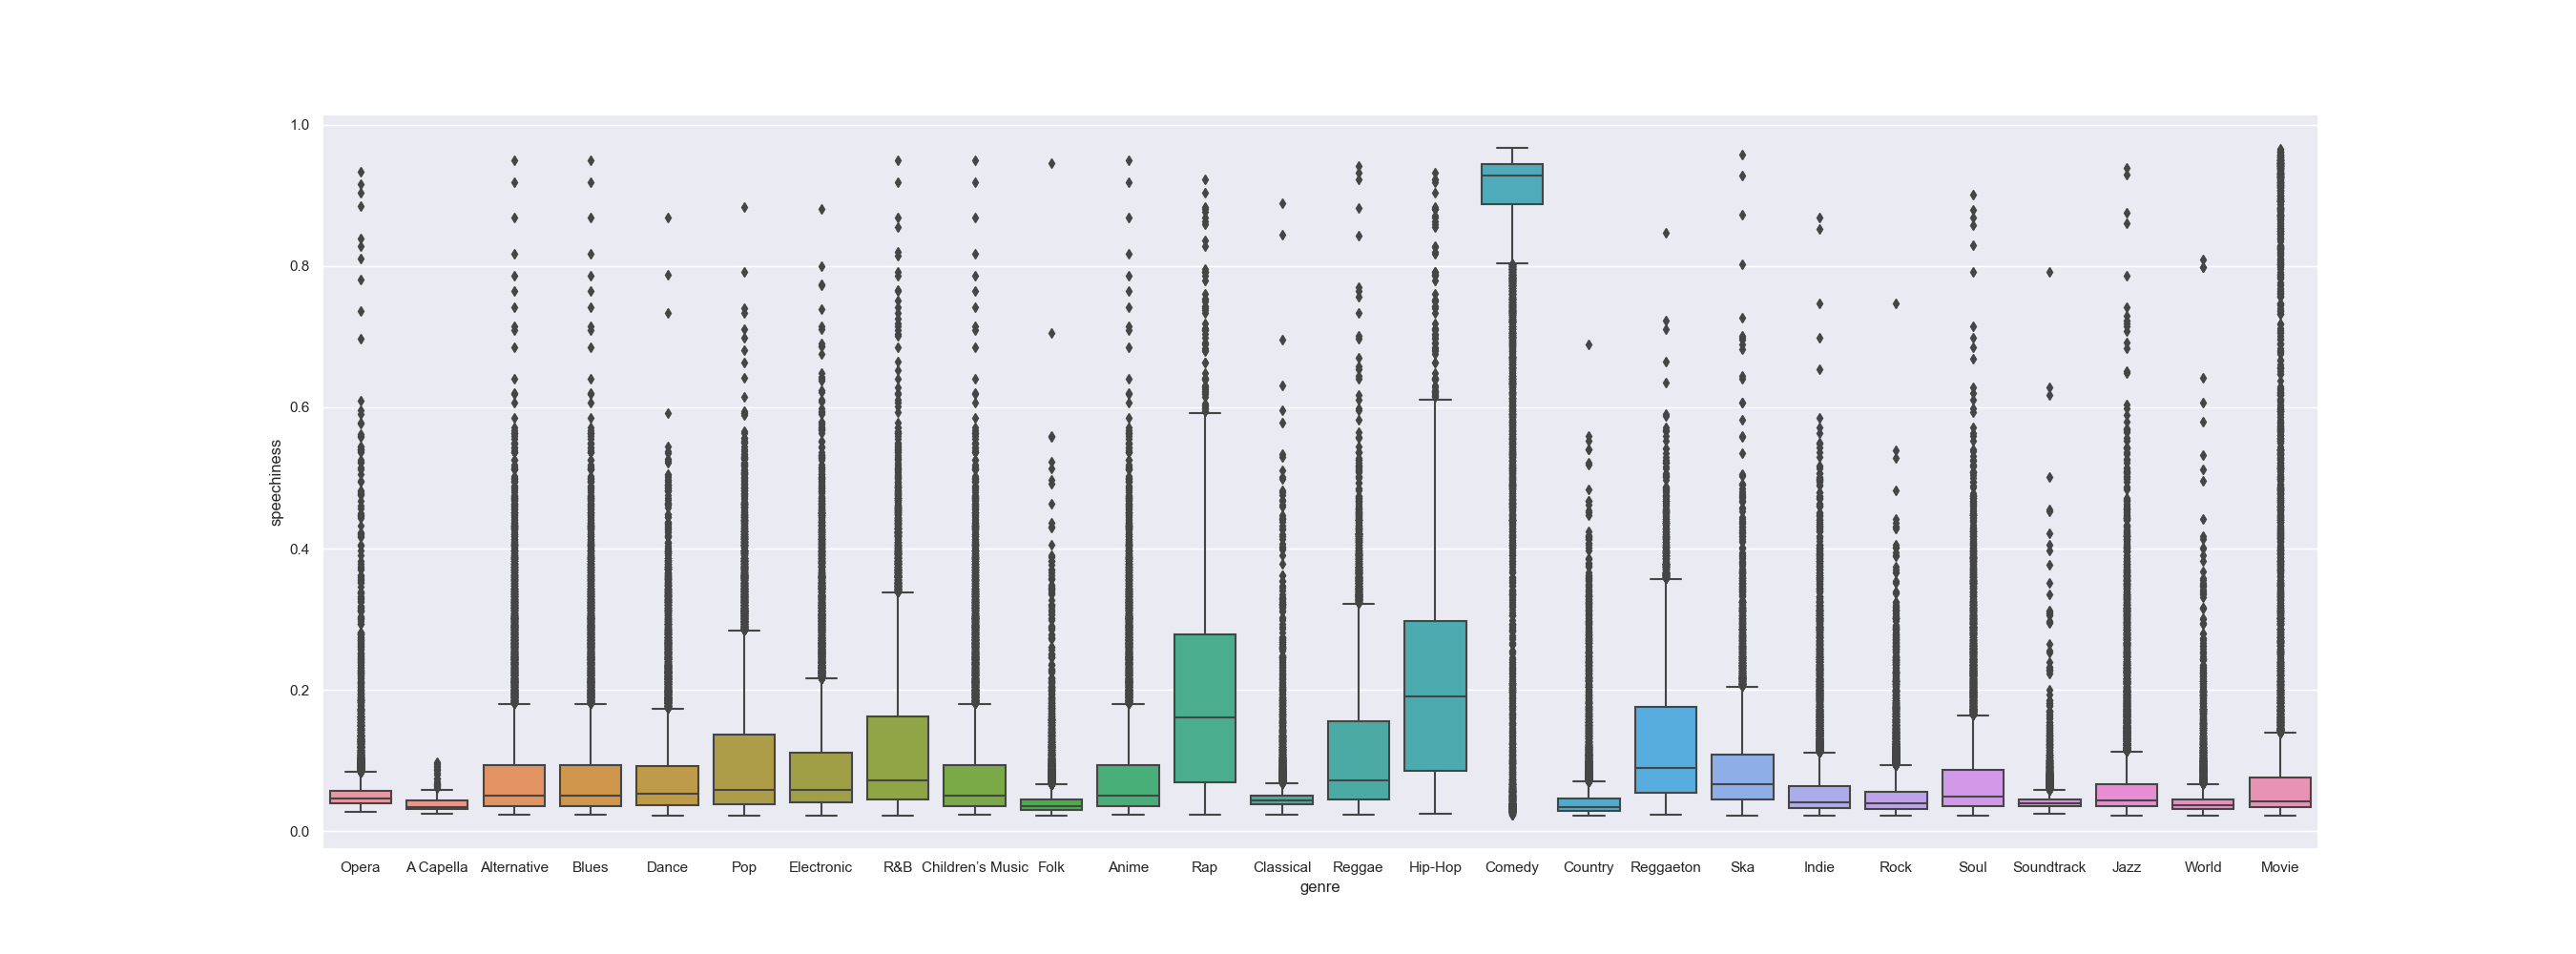 1.0
0.8
0.6
0.4
0.2
0.0
speechiness
Opera A Capella Alternative Blues Dance Pop Electronic R&B Children’s Music Folk Anime Rap Classical Reggae Hip-Hop Comedy Country Reggaeton Ska Indie Rock Soul Soundtrack Jazz World Movie
genre